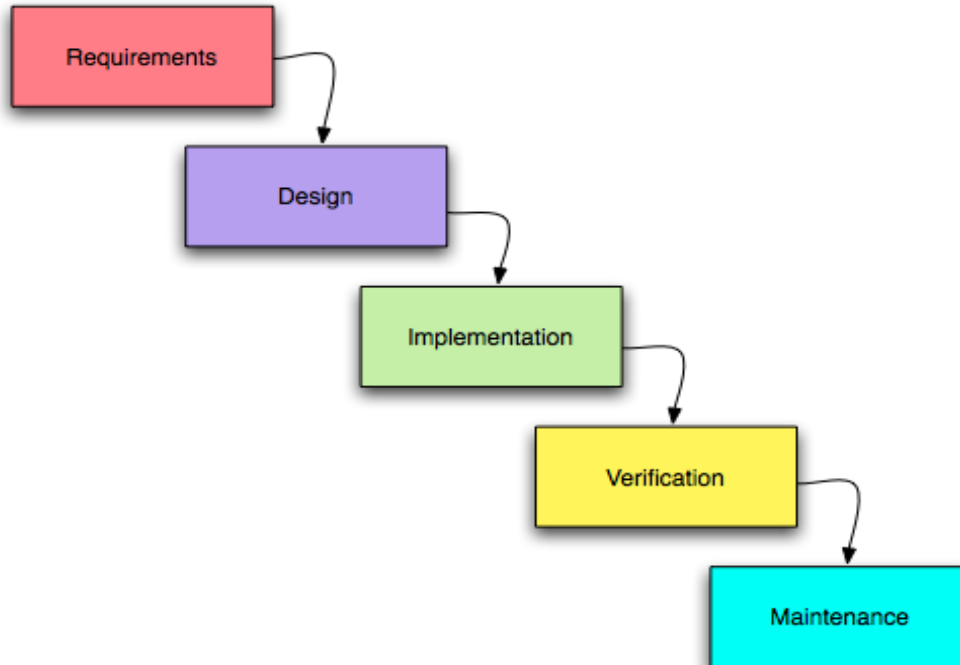 Requirements
Design
Implementation
Verification
Maintenance